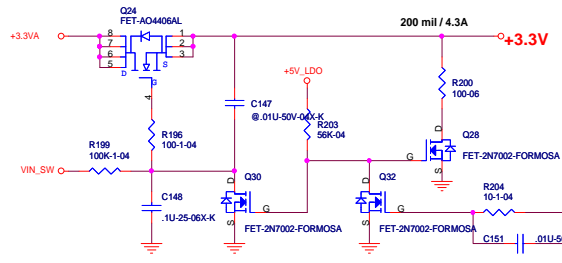 Q24
FET-AO4406AL
200 mil / 4.3A
+3.3VA
8
7
6
5
D
1
2
3
S
G
4
+3.3V
+5V_LDO
R200
100-06
C147
@.01U-50V-04X-K
R203
56K-04
R196
100-1-04
R199
100K-1-04
VIN_SW
D
Q28
G
S
FET-2N7002-FORMOSA
C148
.1U-25-06X-K
D
Q30
G
S
FET-2N7002-FORMOSA
D
Q32
G
S
FET-2N7002-FORMOSA
R204
10-1-04
C151
.01U-50